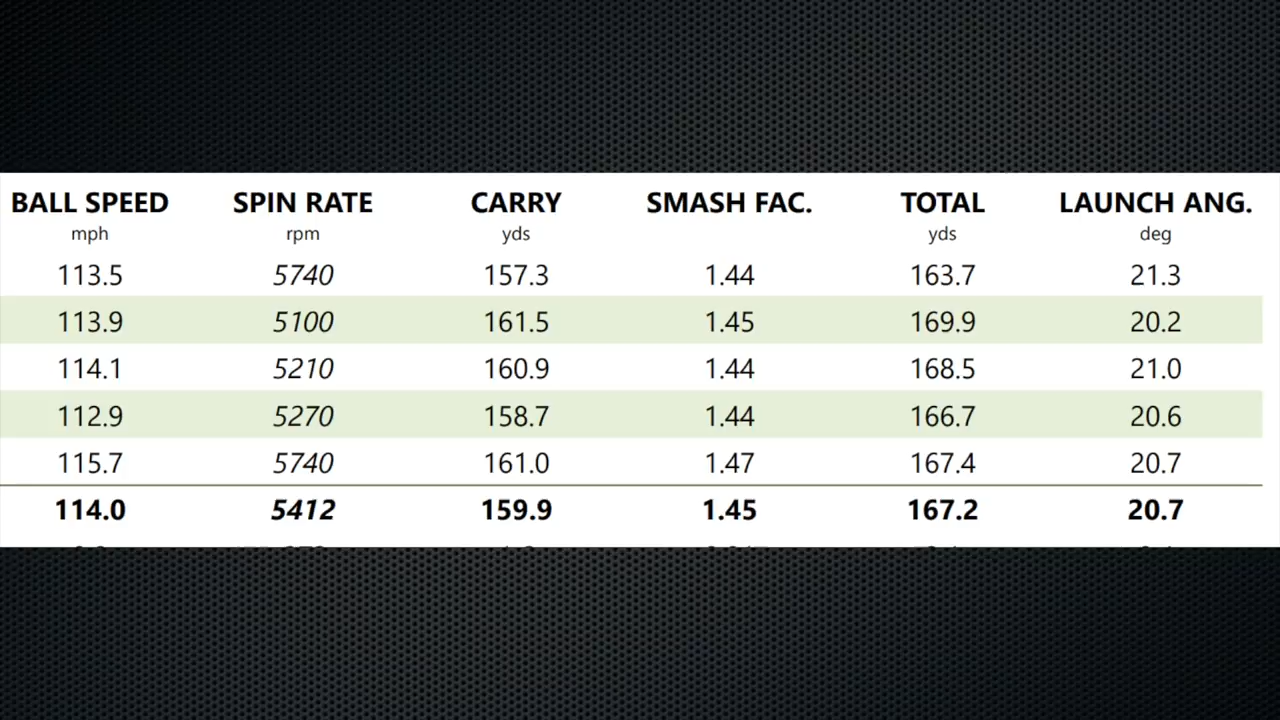 BALL SPEED SPIN RATE CARRY SMASH FAC. TOTAL LAUNCH ANG.
mph rpm yds yds deg
113.5 5740 157.3 1.44 163.7 21.3
113.9 5100 161.5 1.45 169.9 20.2
114.1 5210 160.9 1.44 168.5 21.0
112.9 5270 158.7 1.44 166.7 20.6
115.7 5740 161.0 1.47 167.4 20.7
114.0 5412 159.9 1.45 167.2 20.7